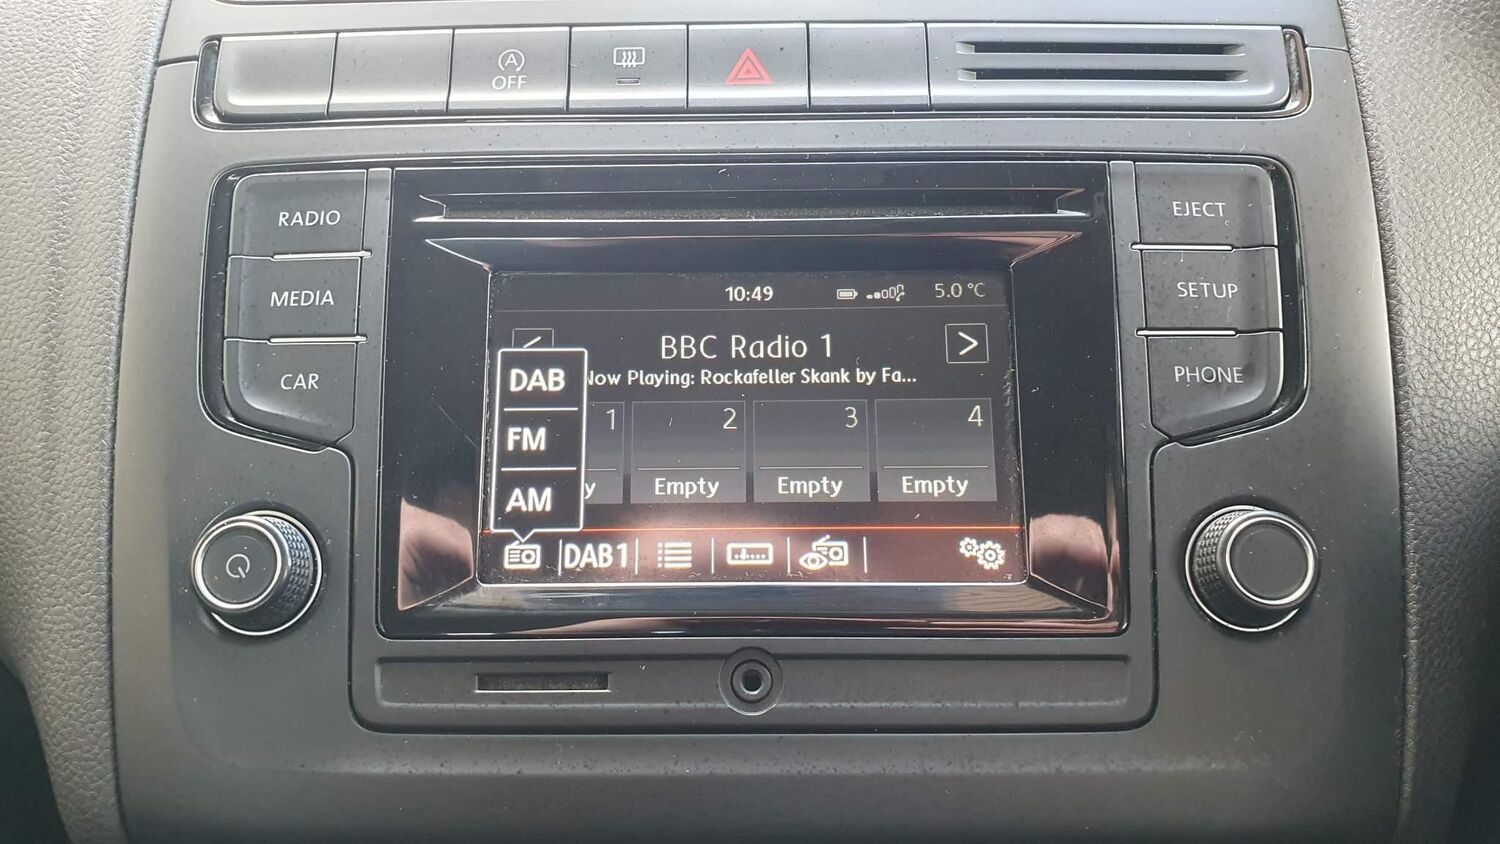 A
OFF
RADIO
MEDIA
CAR
EJECT
SETUP
PHONE
10:49
5.0 °C
BBC Radio 1
Now Playing: Rockafeller Skank by Fa...
DAB
FM
AM
1
2
3
4
y
Empty
Empty
Empty
DAB1